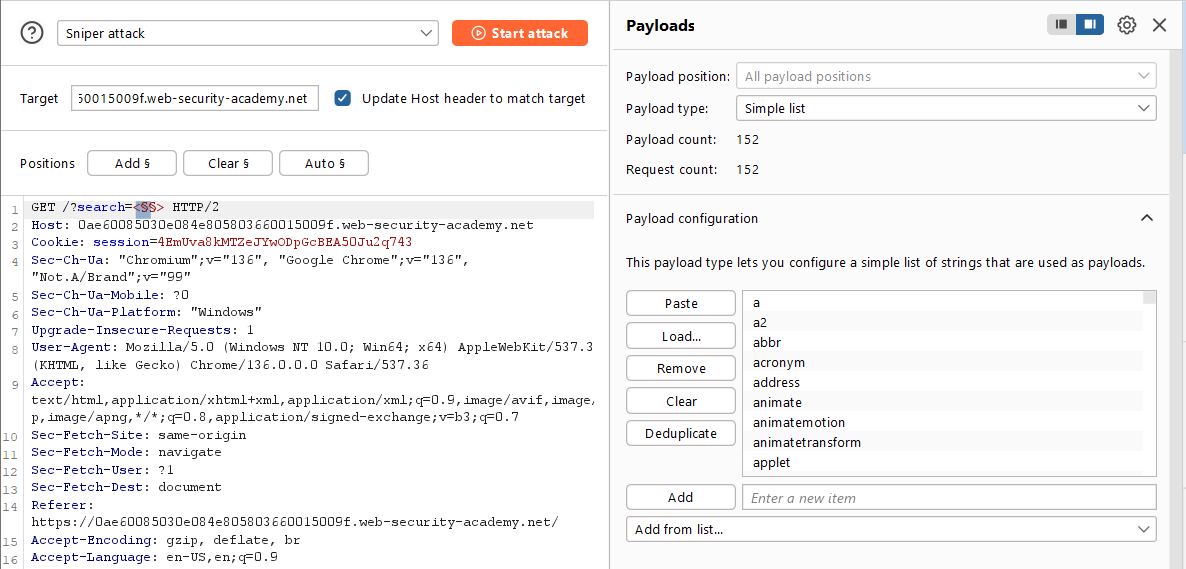 Sniper attack
Start attack
Target
50015009f.web-security-academy.net
Update Host header to match target
Positions
Add §
Clear §
Auto §
1 GET /?search=<§§> HTTP/2
2 Host: 0ae60085030e084e805803660015009f.web-security-academy.net
3 Cookie: session=4EmUva8kMTZeJYwODpGcBEA50Ju2q743
4 Sec-Ch-Ua: "Chromium";v="136", "Google Chrome";v="136",
"Not.A/Brand";v="99"
5 Sec-Ch-Ua-Mobile: ?0
6 Sec-Ch-Ua-Platform: "Windows"
7 Upgrade-Insecure-Requests: 1
8 User-Agent: Mozilla/5.0 (Windows NT 10.0; Win64; x64) AppleWebKit/537.3
(KHTML, like Gecko) Chrome/136.0.0.0 Safari/537.36
9 Accept:
text/html,application/xhtml+xml,application/xml;q=0.9,image/avif,image,
p,image/apng,*/*;q=0.8,application/signed-exchange;v=b3;q=0.7
10 Sec-Fetch-Site: same-origin
11 Sec-Fetch-Mode: navigate
12 Sec-Fetch-User: ?1
13 Sec-Fetch-Dest: document
14 Referer:
https://0ae60085030e084e805803660015009f.web-security-academy.net/
15 Accept-Encoding: gzip, deflate, br
16 Accept-Language: en-US,en;q=0.9
Payloads
Payload position: All payload positions
Payload type: Simple list
Payload count: 152
Request count: 152
Payload configuration
This payload type lets you configure a simple list of strings that are used as payloads.
Paste
Load...
Remove
Clear
Deduplicate
a
a2
abbr
acronym
address
animate
animatemotion
animatetransform
applet
Add
Enter a new item
Add from list...